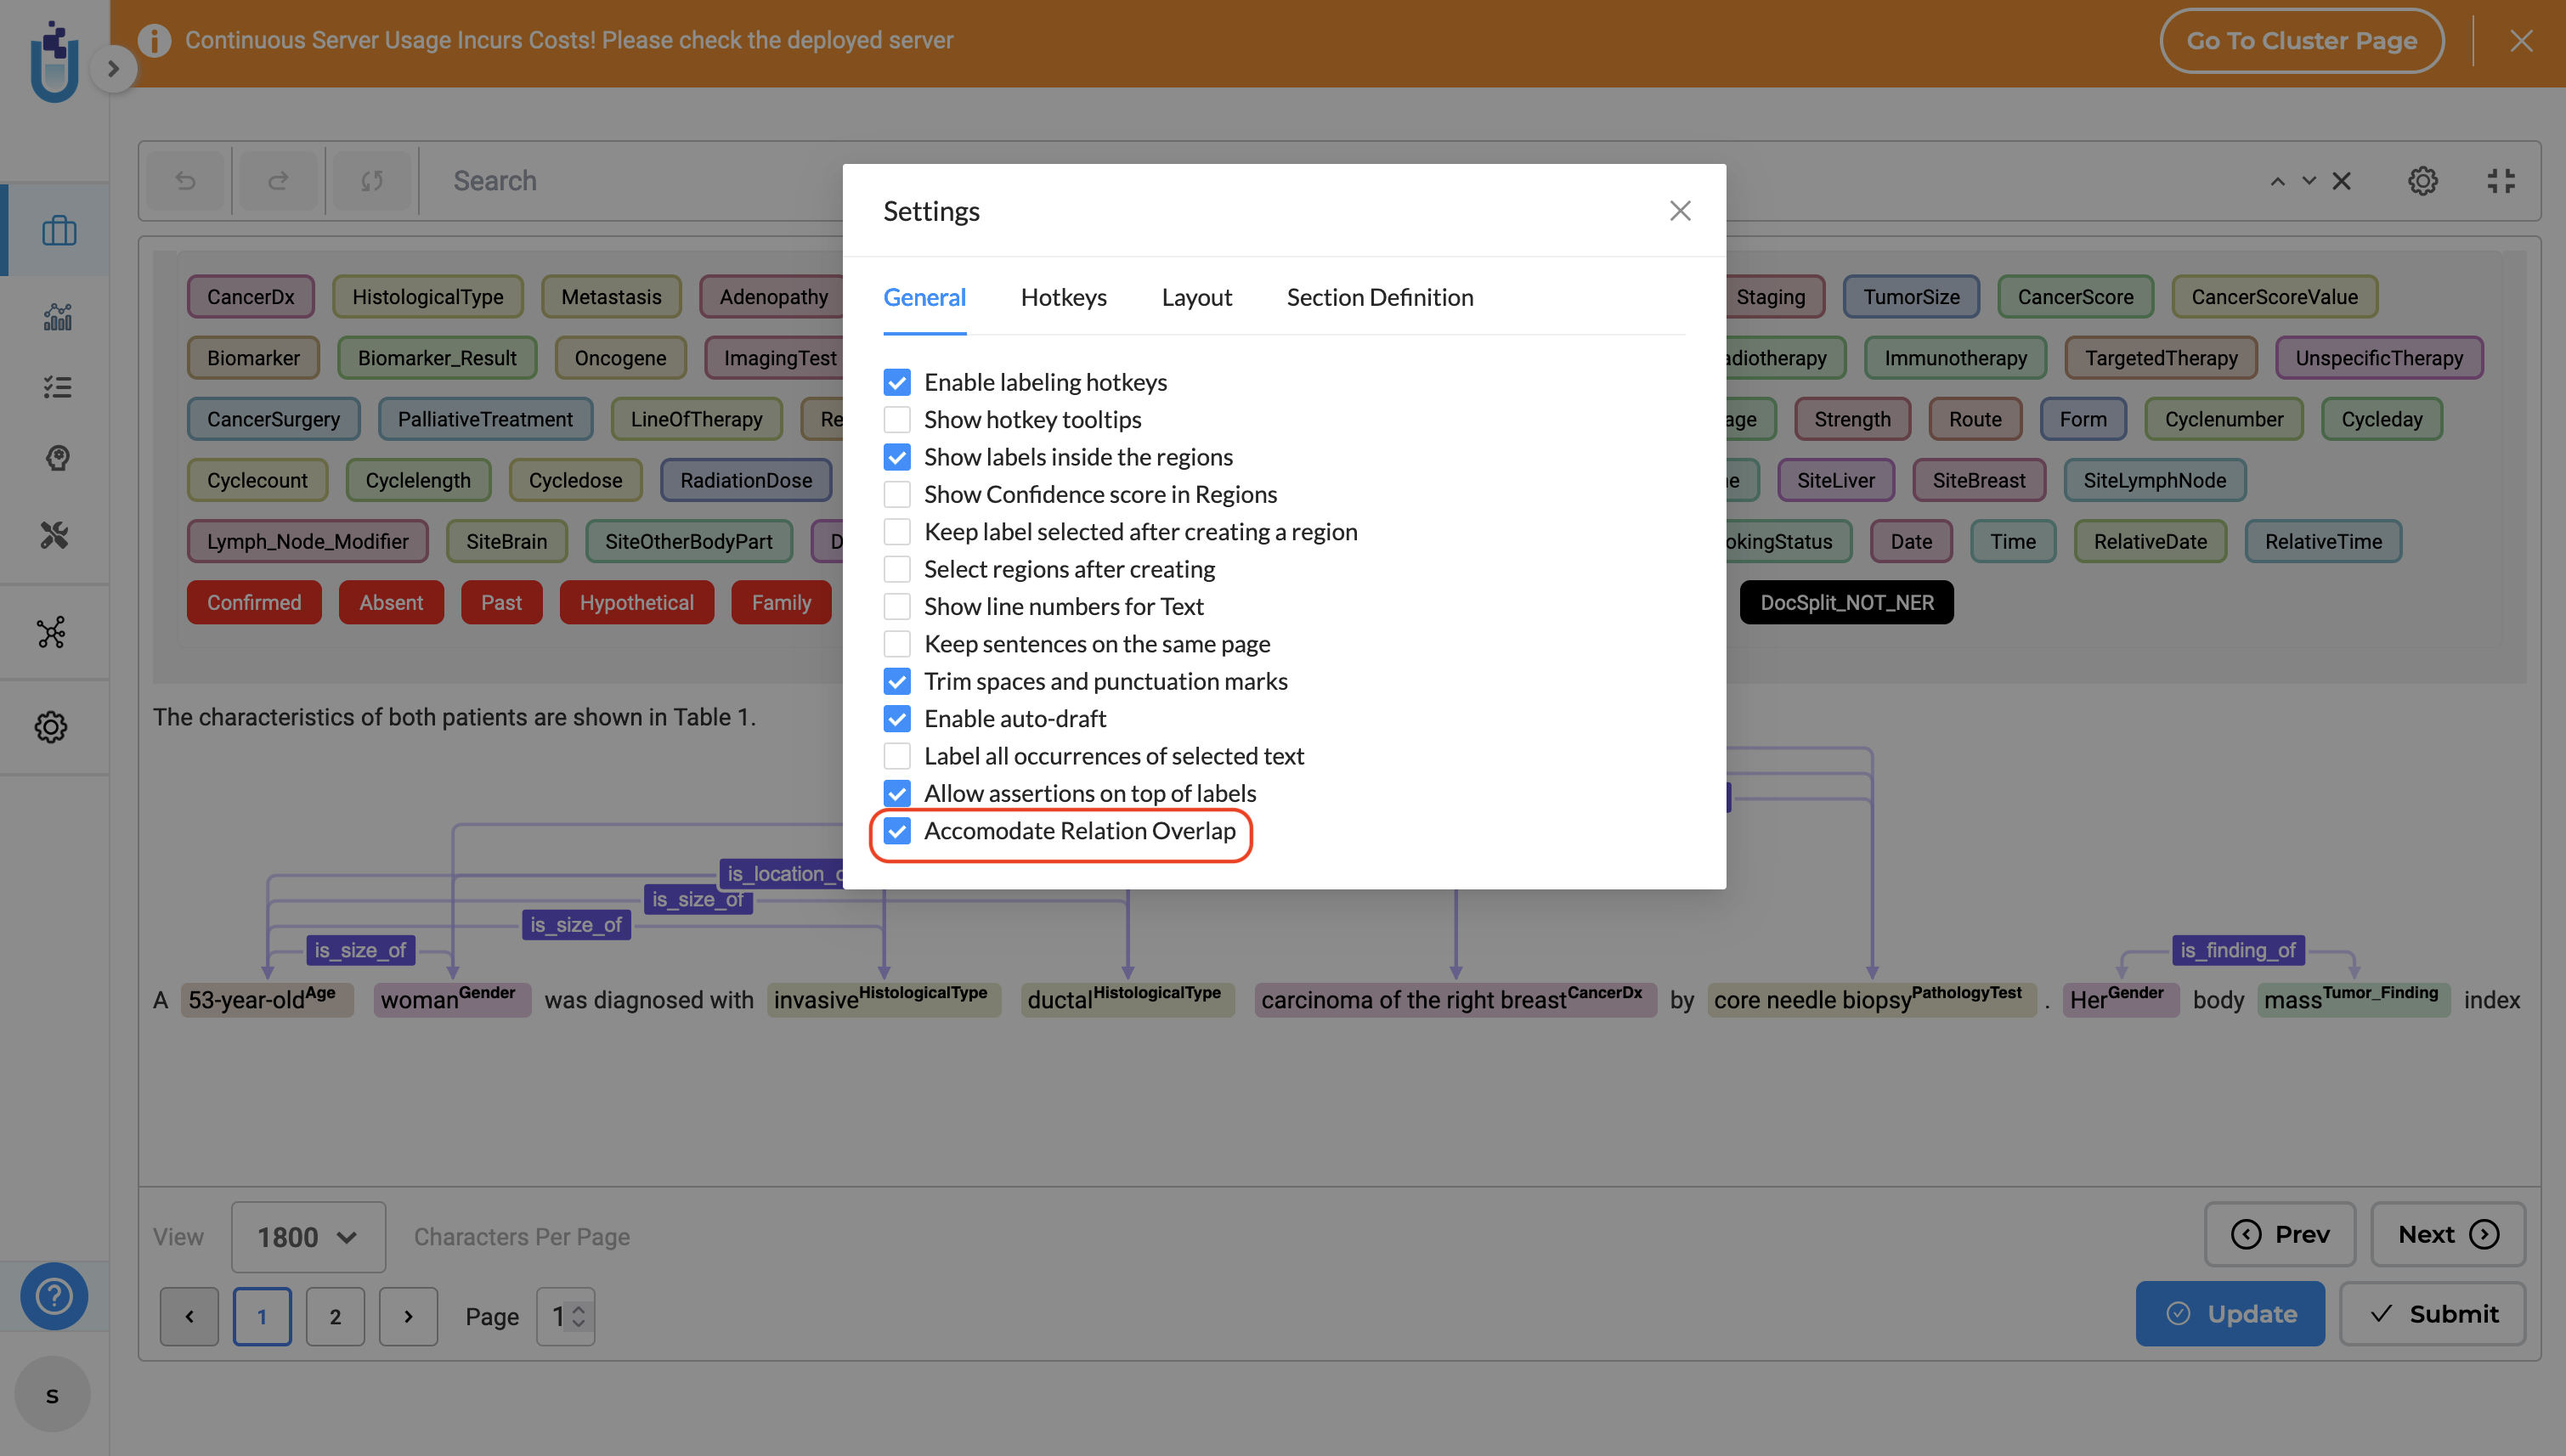 Continuous Server Usage Incurs Costs! Please check the deployed server
Go To Cluster Page
Search
Settings
General Hotkeys Layout Section Definition
Enable labeling hotkeys
Show hotkey tooltips
Show labels inside the regions
Show Confidence score in Regions
Keep label selected after creating a region
Select regions after creating
Show line numbers for Text
Keep sentences on the same page
Trim spaces and punctuation marks
Enable auto-draft
Label all occurrences of selected text
Allow assertions on top of labels
Accomodate Relation Overlap
CancerDx HistologicalType Metastasis Adenopathy Staging TumorSize CancerScore CancerScoreValue
Biomarker Biomarker_Result Oncogene ImagingTest adiotherapy Immunotherapy TargetedTherapy UnspecificTherapy
CancerSurgery PalliativeTreatment LineOfTherapy Re age Strength Route Form Cyclenumber Cycleday
Cyclecount Cyclelength Cycledose RadiationDose e SiteLiver SiteBreast SiteLymphNode
Lymph_Node_Modifier SiteBrain SiteOtherBodyPart D okingStatus Date Time RelativeDate RelativeTime
Confirmed Absent Past Hypothetical Family DocSplit_NOT_NER
The characteristics of both patients are shown in Table 1.
is_location_o
is_size_of
is_size_of
is_size_of is_finding_of
A 53-year-old Age woman Gender was diagnosed with invasive HistologicalType ductal HistologicalType carcinoma of the right breast CancerDx by core needle biopsy PathologyTest . Her Gender body mass Tumor_Finding index
View 1800 Characters Per Page
Prev Next
1 2 Page 1
Update Submit
s